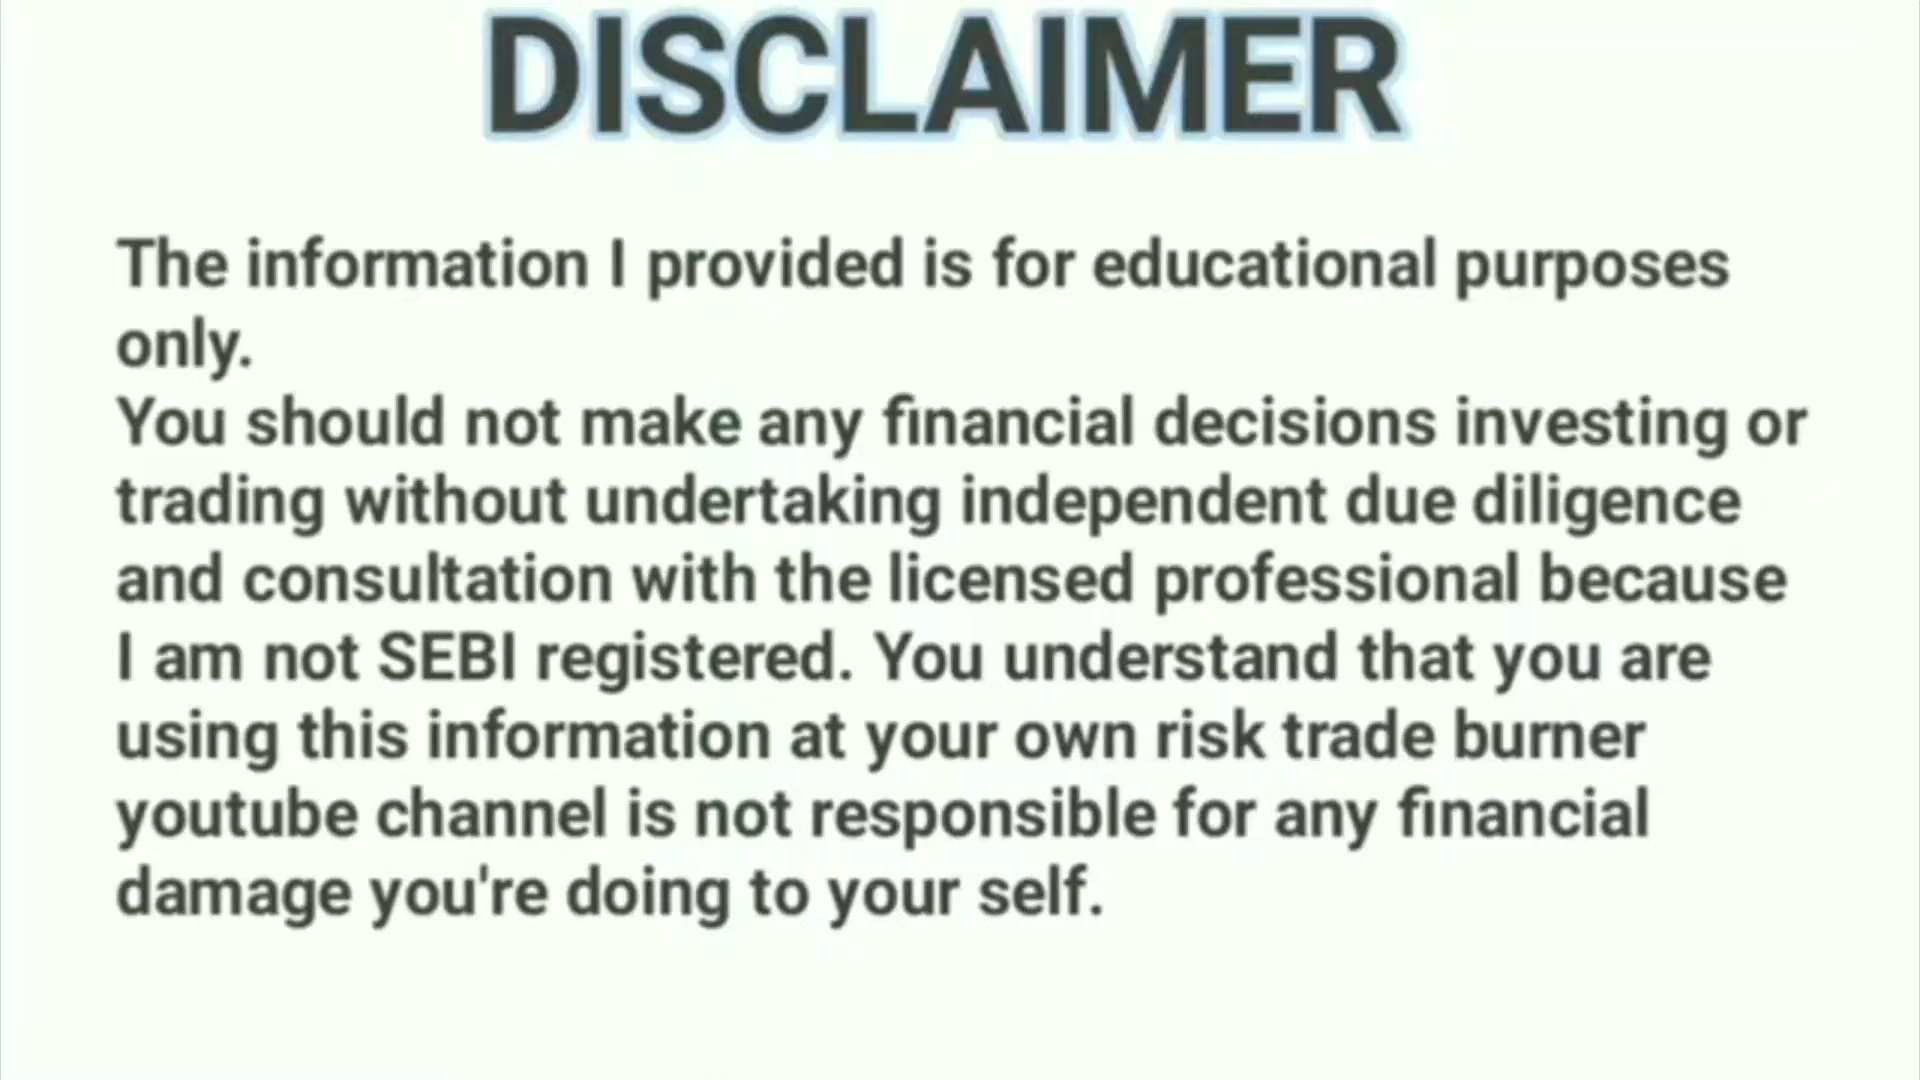 DISCLAIMER
The information I provided is for educational purposes
only.
You should not make any financial decisions investing or
trading without undertaking independent due diligence
and consultation with the licensed professional because
I am not SEBI registered. You understand that you are
using this information at your own risk trade burner
youtube channel is not responsible for any financial
damage you're doing to your self.